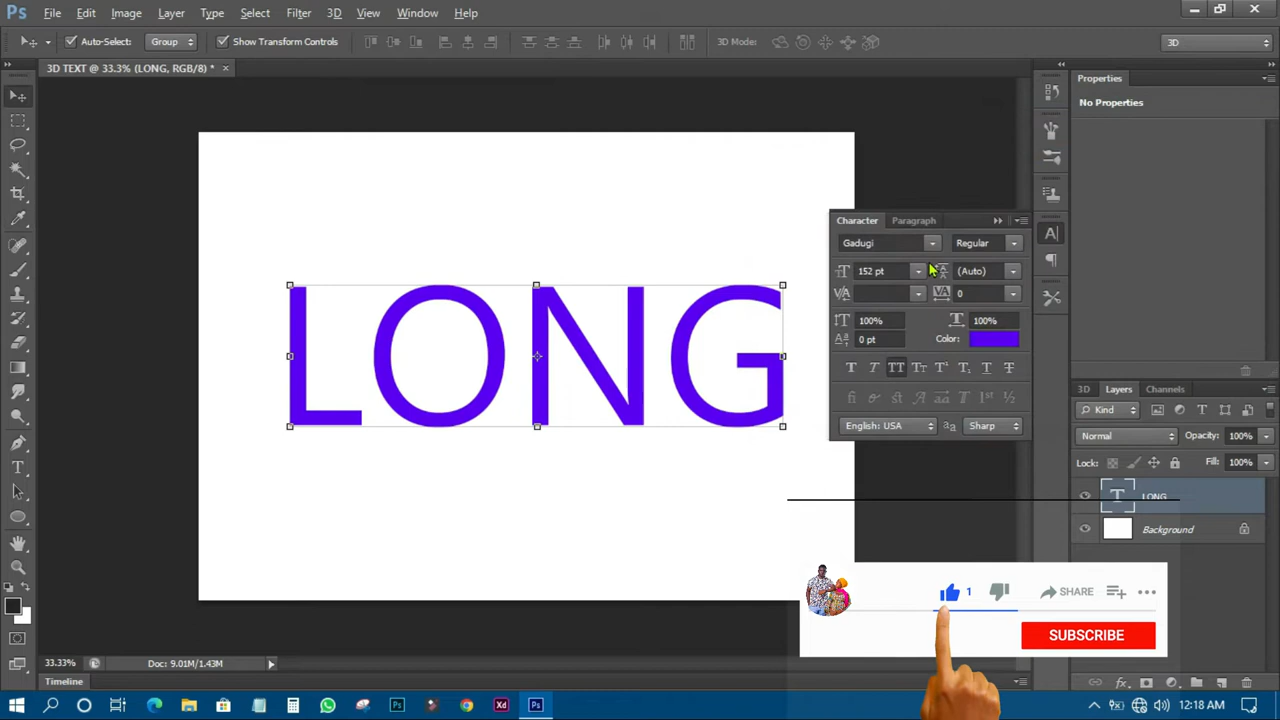 Ps File Edit Image Layer Type Select Filter 3D View Window Help
Auto-Select: Group Show Transform Controls 3D Mode: 3D
3D TEXT @ 33.3% (LONG, RGB/8) * x
Properties
No Properties
LONG
Character Paragraph
Gadugi Regular
152 pt (Auto)
0
100% 100%
0 pt Color:
English: USA Sharp
3D Layers Channels
Kind
Normal Opacity: 100%
Lock: Fill: 100%
LONG
Background
1 SHARE
SUBSCRIBE
33.33% Doc: 9.01M/1.43M
Timeline
Xd Ps 12:18 AM